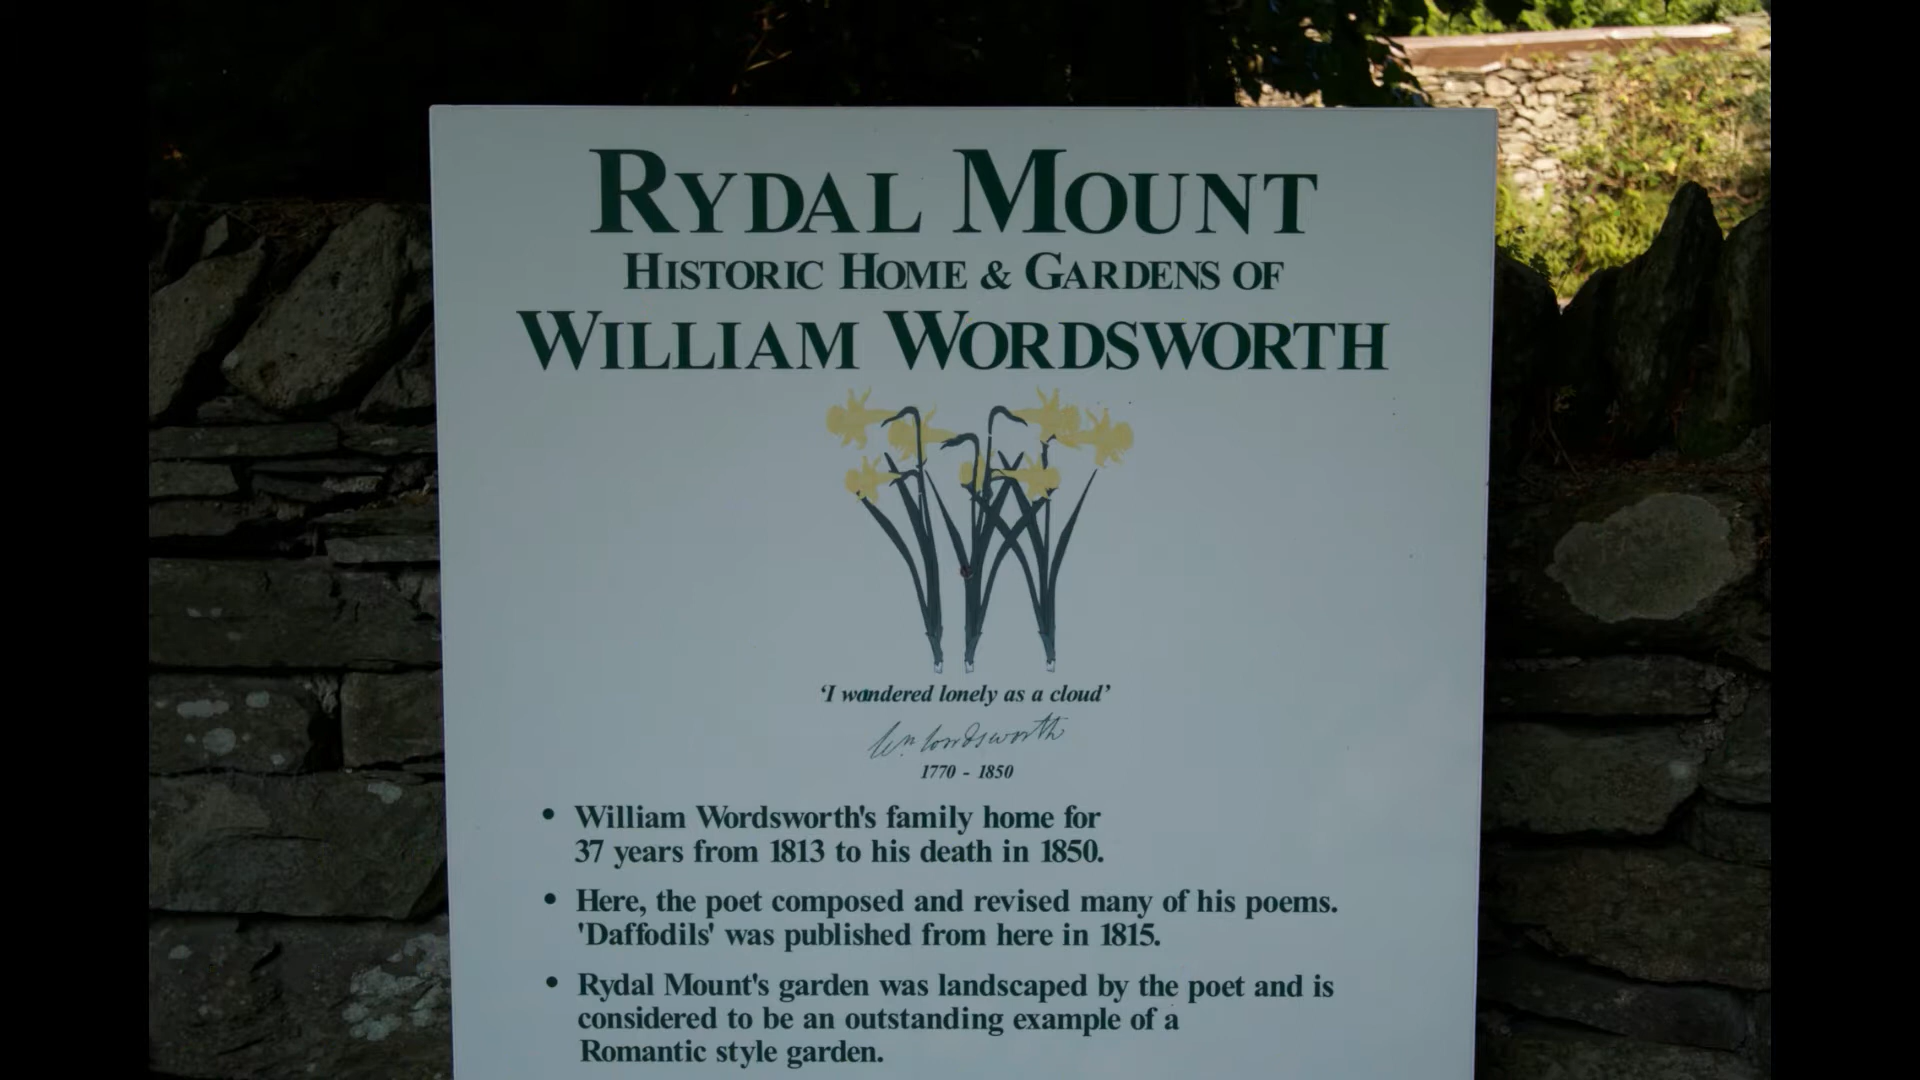 RYDAL MOUNT
HISTORIC HOME & GARDENS OF
WILLIAM WORDSWORTH
‘I wandered lonely as a cloud’
Wm Wordsworth
1770 - 1850
• William Wordsworth's family home for
37 years from 1813 to his death in 1850.
• Here, the poet composed and revised many of his poems.
'Daffodils' was published from here in 1815.
• Rydal Mount's garden was landscaped by the poet and is
considered to be an outstanding example of a
Romantic style garden.